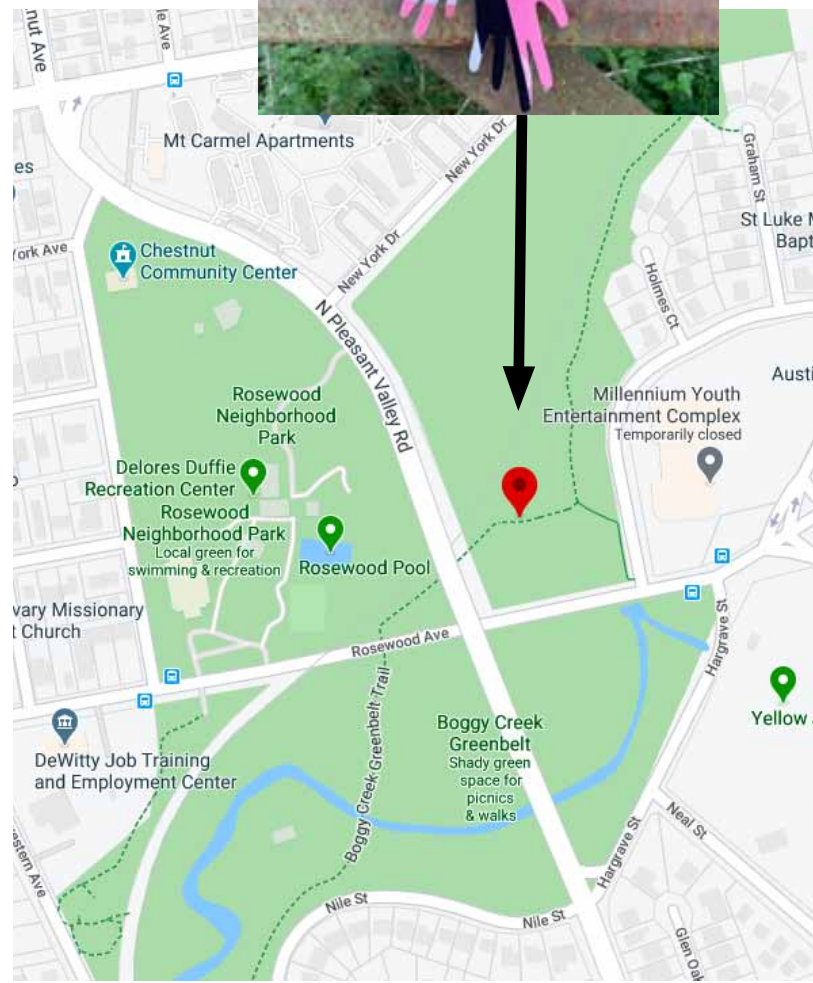 Mt Carmel Apartments
New York Dr
Graham St
es
York Ave
Chestnut
Community Center
New York Dr
Holmes Ct
N Pleasant Valley Rd
Rosewood
Neighborhood
Park
Millennium Youth
Entertainment Complex
Temporarily closed
Delores Duffie
Recreation Center
Rosewood
Neighborhood Park
Local green for
swimming & recreation
Rosewood Pool
Rosewood Ave
Hargrave St
DeWitty Job Training
and Employment Center
Boggy Creek Greenbelt Trail
Boggy Creek
Greenbelt
Shady green
space for
picnics
& walks
Yellow
Neal St
Hargrave St
Nile St
Nile St
Glen Oak
estern Ave
nut Ave
le Ave
St Luke M
Bapt
Austi
vary Missionary
t Church